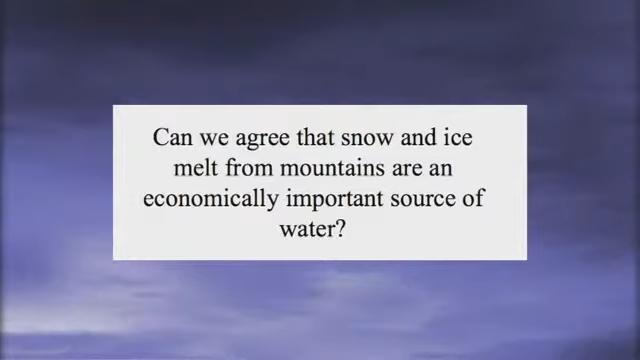 Can we agree that snow and ice
melt from mountains are an
economically important source of
water?